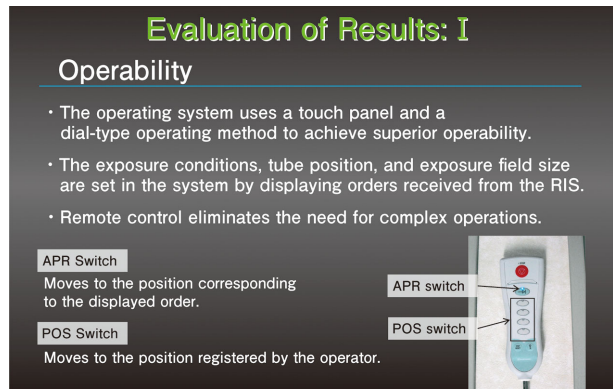 Evaluation of Results: I
Operability
・The operating system uses a touch panel and a
dial-type operating method to achieve superior operability.
・The exposure conditions, tube position, and exposure field size
are set in the system by displaying orders received from the RIS.
・Remote control eliminates the need for complex operations.
APR Switch
Moves to the position corresponding
to the displayed order.
POS Switch
Moves to the position registered by the operator.
APR switch
POS switch